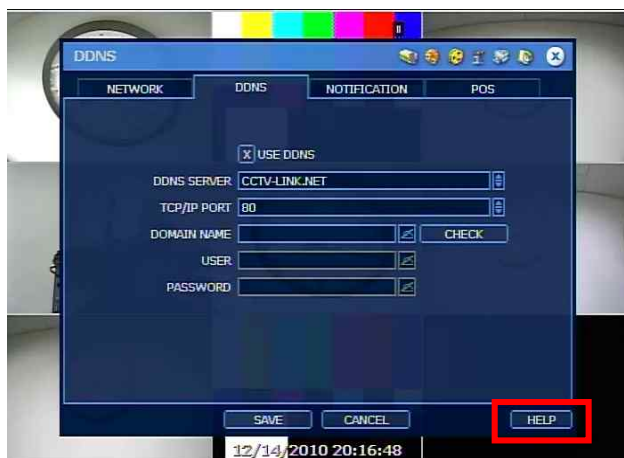 DDNS
NETWORK DDNS NOTIFICATION POS
X USE DDNS
DDNS SERVER CCTV-LINK.NET
TCP/IP PORT 80
DOMAIN NAME CHECK
USER
PASSWORD
SAVE CANCEL HELP
12/14/2010 20:16:48